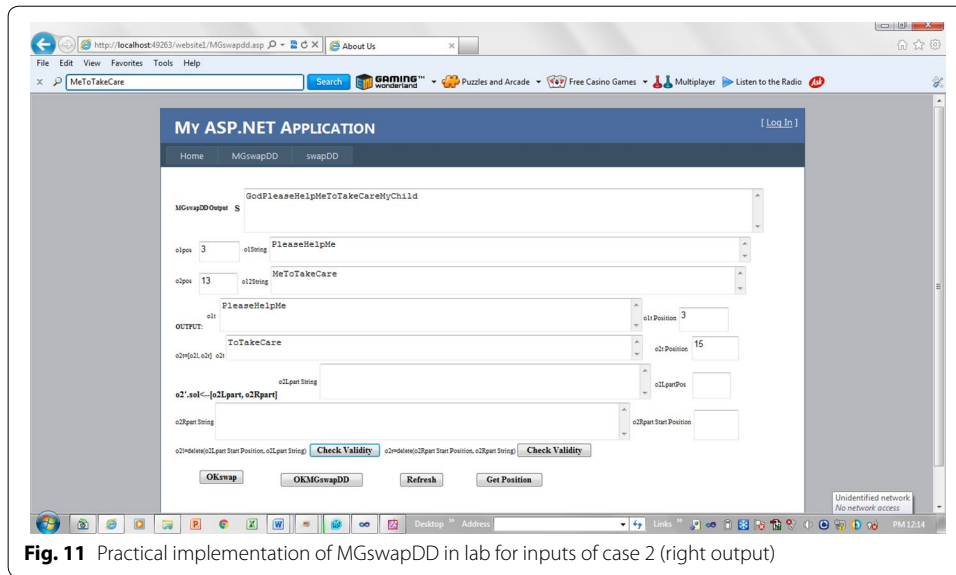 http://localhost:49263/website1/MGswapdd.asp
About Us
File Edit View Favorites Tools Help
MeToTakeCare
Search
GAMING™ wonderland
Puzzles and Arcade
Free Casino Games
Multiplayer
Listen to the Radio
Ask
MY ASP.NET APPLICATION
[ Log In ]
Home MGswapDD swapDD
MGswapDD Output S GodPleaseHelpMeToTakeCareMyChild
o1pos 3 o1String PleaseHelpMe
o2pos 13 o12String MeToTakeCare
o1t PleaseHelpMe o1t Position 3
OUTPUT:
o2t=[o2l, o2r] o2t ToTakeCare o2t Position 15
o2Lpart String o2LpartPos
o2'.sol<--[o2Lpart, o2Rpart]
o2Rpart String o2Rpart Start Position
o2l=delete(o2Lpart Start Position, o2Lpart String) Check Validity o2r=delete(o2Rpart Start Position, o2Rpart String) Check Validity
OKswap OKMGswapDD Refresh Get Position
Unidentified network
No network access
Desktop » Address Links » PM 12:14
Fig. 11 Practical implementation of MGswapDD in lab for inputs of case 2 (right output)